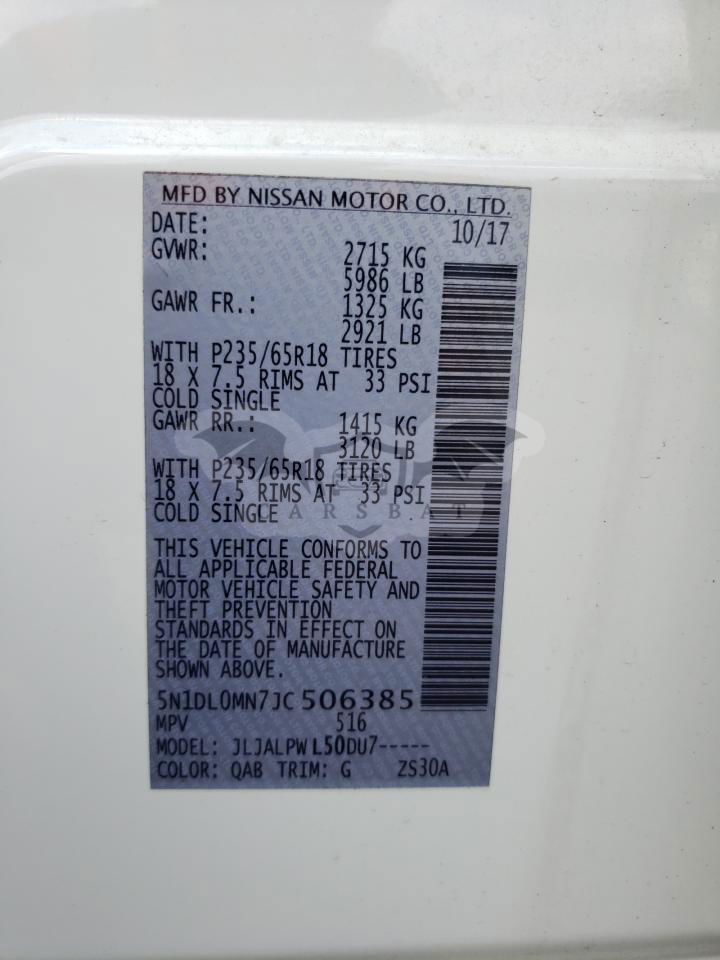 MFD BY NISSAN MOTOR CO., LTD.
DATE: 10/17
GVWR: 2715 KG
5986 LB
GAWR FR.: 1325 KG
2921 LB
WITH P235/65R18 TIRES
18 X 7.5 RIMS AT 33 PSI
COLD SINGLE
GAWR RR.: 1415 KG
3120 LB
WITH P235/65R18 TIRES
18 X 7.5 RIMS AT 33 PSI
COLD SINGLE
CARSBAT
THIS VEHICLE CONFORMS TO
ALL APPLICABLE FEDERAL
MOTOR VEHICLE SAFETY AND
THEFT PREVENTION
STANDARDS IN EFFECT ON
THE DATE OF MANUFACTURE
SHOWN ABOVE.
5N1DL0MN7JC506385
MPV 516
MODEL: JLJALPWL50DU7-----
COLOR: QAB TRIM: G ZS30A